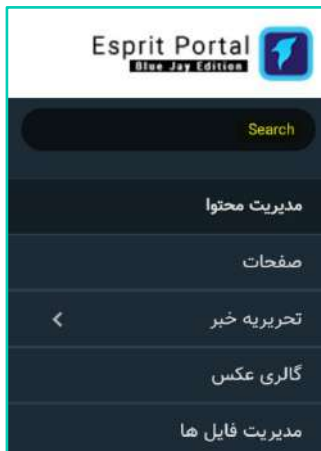 Esprit Portal
Blue Jay Edition
Search
مدیریت محتوا
صفحات
تحریریه خبر
گالری عکس
مدیریت فایل ها